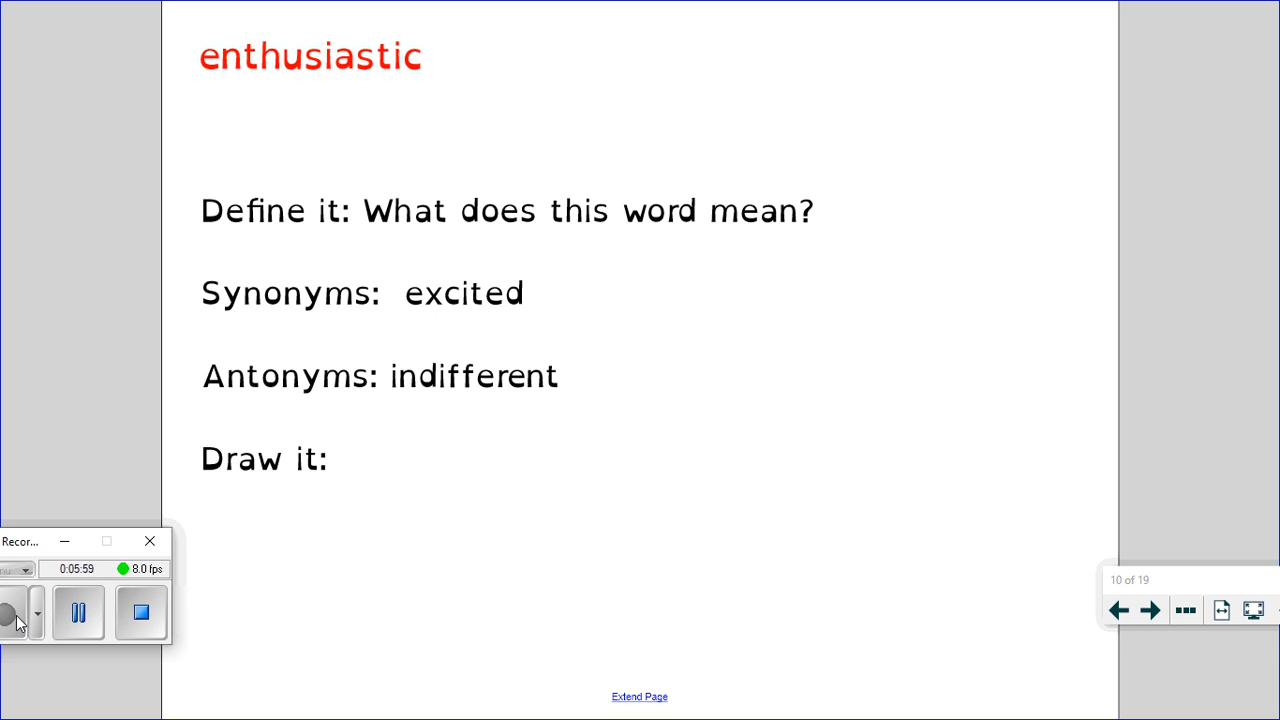 enthusiastic
Define it: What does this word mean?
Synonyms: excited
Antonyms: indifferent
Draw it:
Recor...
0:05:59 8.0 fps
10 of 19
Extend Page